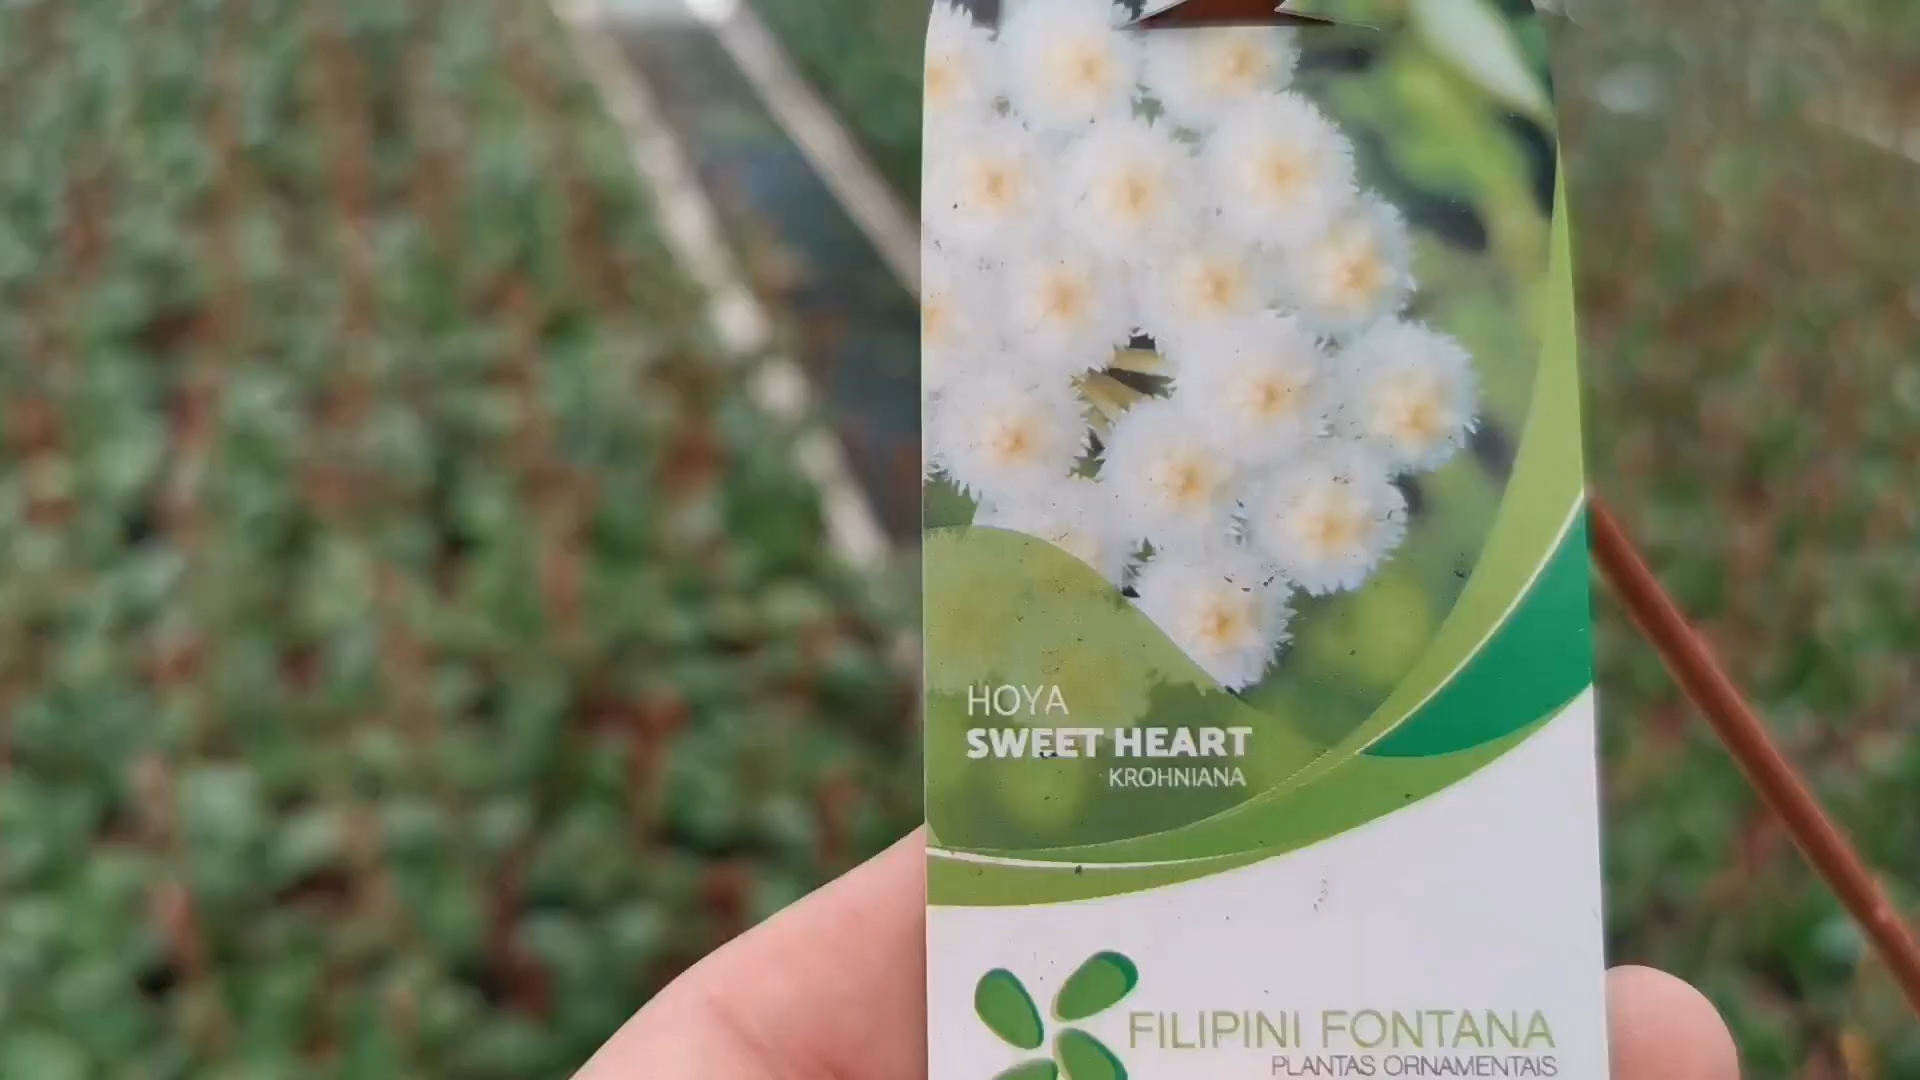 HOYA
SWEET HEART
KROHNIANA
FILIPINI FONTANA
PLANTAS ORNAMENTAIS